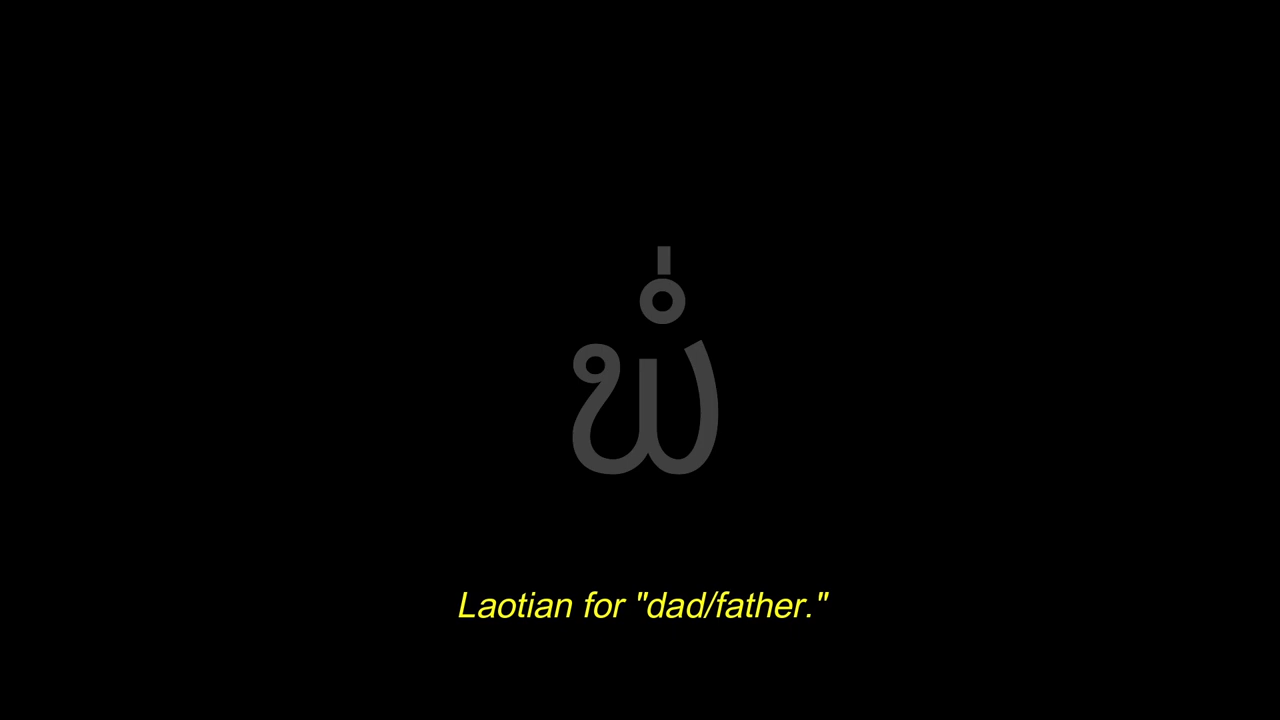 ພໍ່
Laotian for "dad/father."